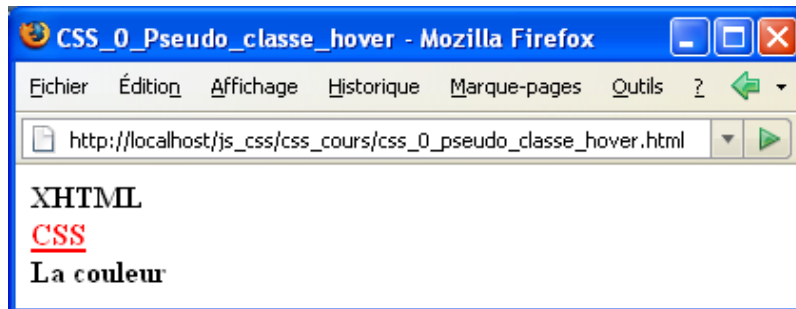 CSS_0_Pseudo_classe_hover - Mozilla Firefox
Fichier Édition Affichage Historique Marque-pages Outils ?
http://localhost/js_css/css_cours/css_0_pseudo_classe_hover.html
XHTML
CSS
La couleur